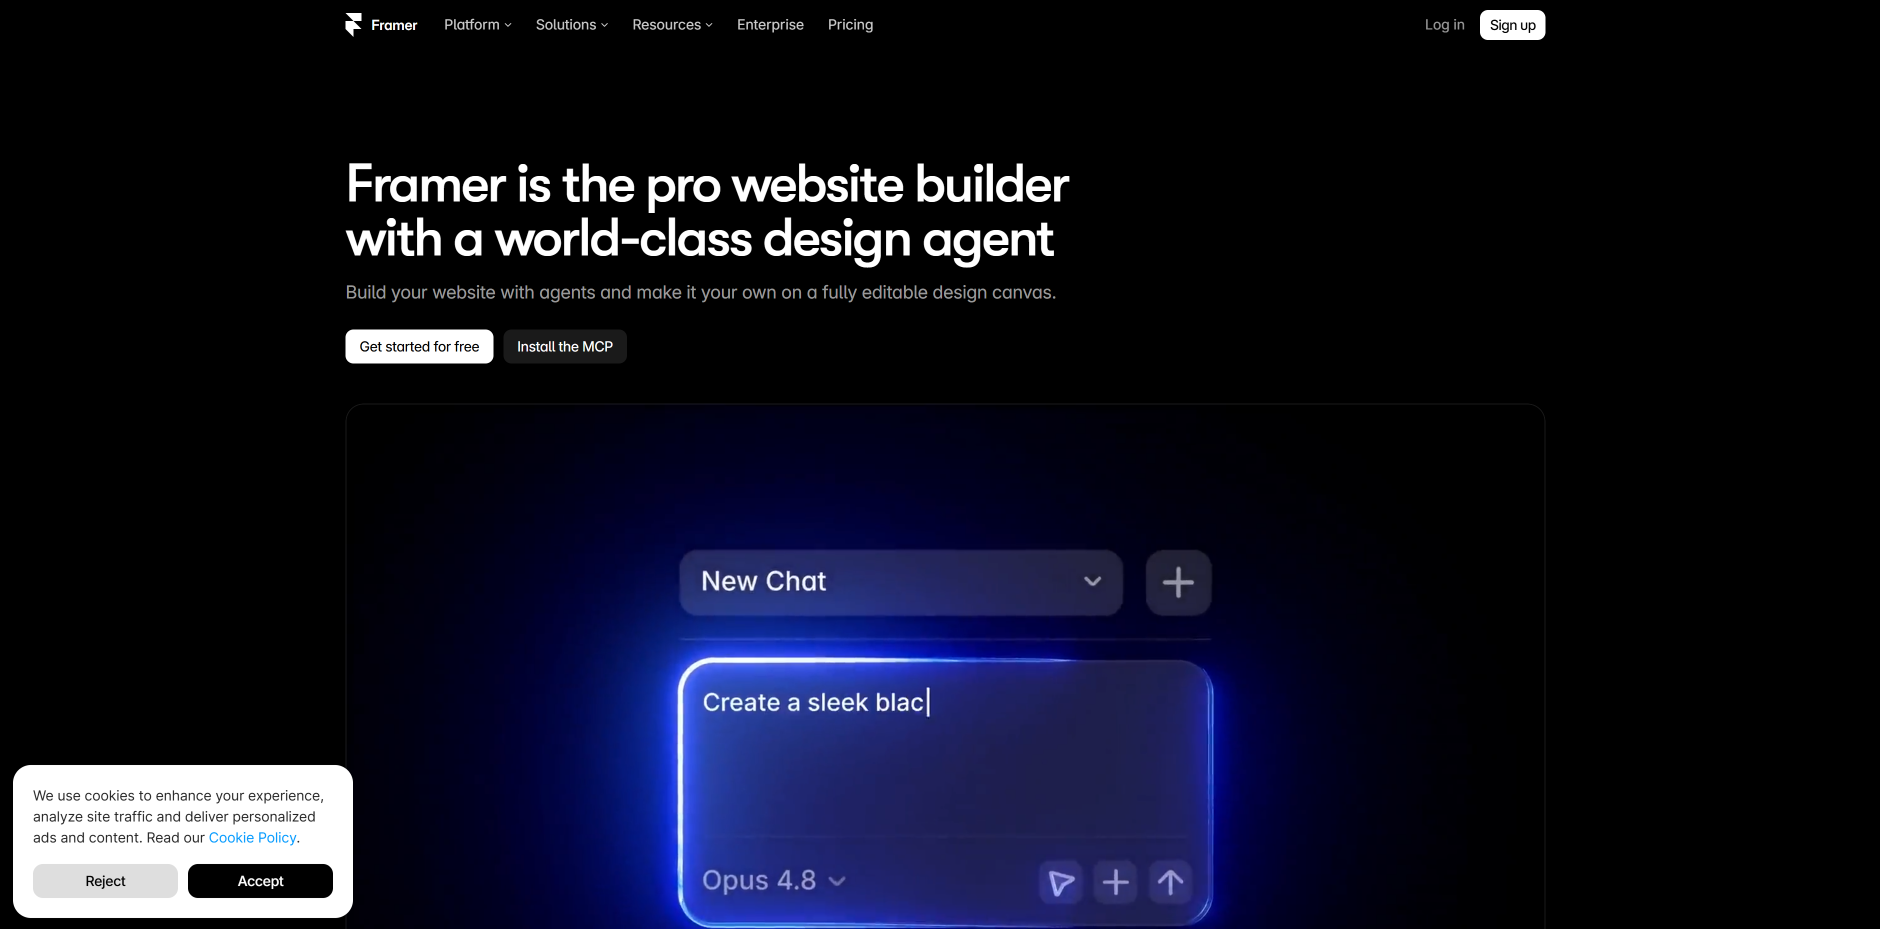 Framer
Platform
Solutions
Resources
Enterprise
Pricing
Log in
Sign up
Framer is the pro website builder
with a world-class design agent
Build your website with agents and make it your own on a fully editable design canvas.
Get started for free
Install the MCP
New Chat
Create a sleek blac
Opus 4.8
We use cookies to enhance your experience,
analyze site traffic and deliver personalized
ads and content. Read our Cookie Policy.
Reject
Accept